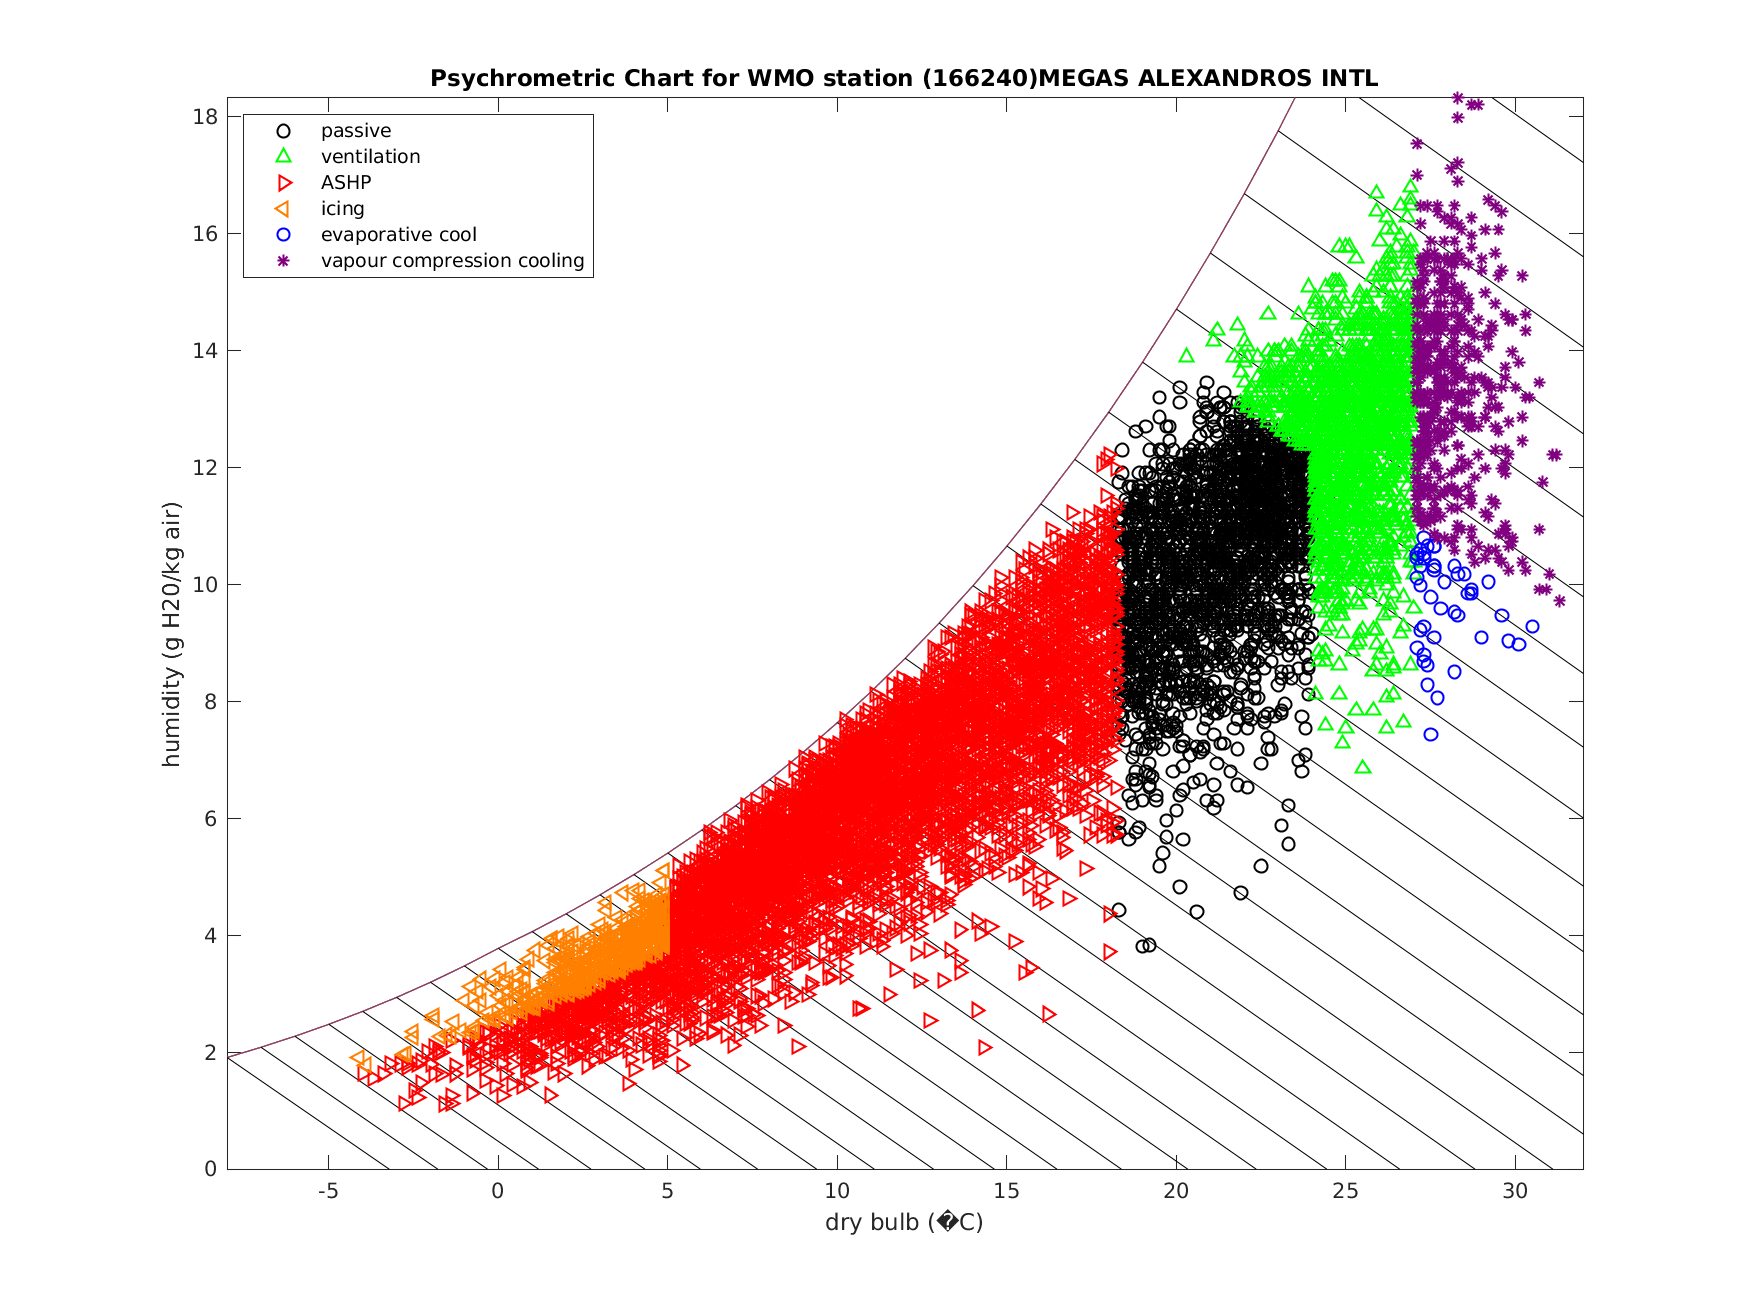 Psychrometric Chart for WMO station (166240)MEGAS ALEXANDROS INTL
passive
ventilation
ASHP
icing
evaporative cool
vapour compression cooling
humidity (g H20/kg air)
18
16
14
12
10
8
6
4
2
0
-5 0 5 10 15 20 25 30
dry bulb (�C)